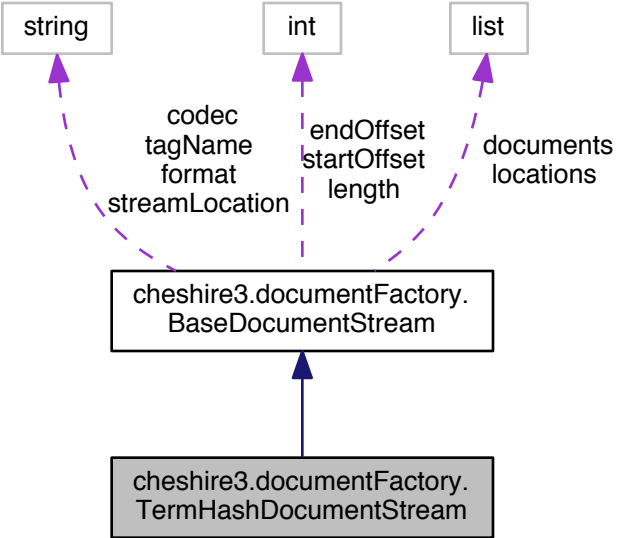 string
int
list
codec
tagName
format
streamLocation
endOffset
startOffset
length
documents
locations
cheshire3.documentFactory.
BaseDocumentStream
cheshire3.documentFactory.
TermHashDocumentStream